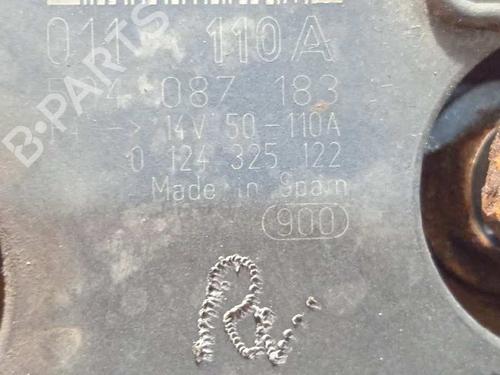 110A
087 183
-> 14V 50-110A
0 124 325 122
Made in Spain
900
B-PARTS